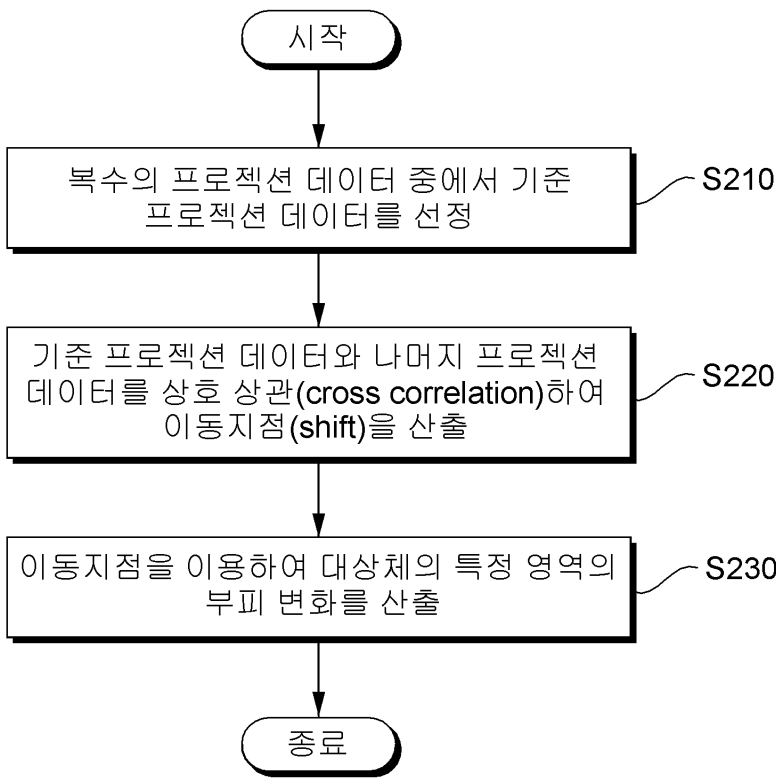 시작
복수의 프로젝션 데이터 중에서 기준
프로젝션 데이터를 선정
S210
기준 프로젝션 데이터와 나머지 프로젝션
데이터를 상호 상관(cross correlation)하여
이동지점(shift)을 산출
S220
이동지점을 이용하여 대상체의 특정 영역의
부피 변화를 산출
S230
종료